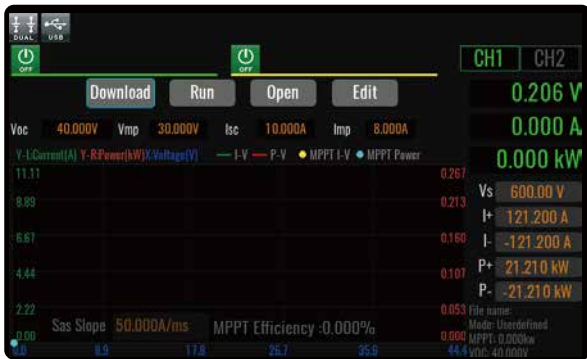 DUAL USB
OFF OFF
CH1 CH2
Download Run Open Edit
0.206 V
0.000 A
0.000 kW
Voc 40.000V Vmp 30.000V Isc 10.000A Imp 8.000A
Y-L:Current(A) Y-R:Power(kW) X:Voltage(V) I-V P-V MPPT I-V MPPT Power
11.11 0.267
8.89 0.213
6.67 0.160
4.44 0.107
2.22 0.053
0.00 0.000
Sas Slope 50.000A/ms MPPT Efficiency :0.000%
0.0 8.9 17.8 26.7 35.6 44.4
Vs 600.00 V
I+ 121.200 A
I- -121.200 A
P+ 21.210 kW
P- -21.210 kW
File name:
Mode: Userdefined
MPPT: 0.000kw
VOC: 40.000V